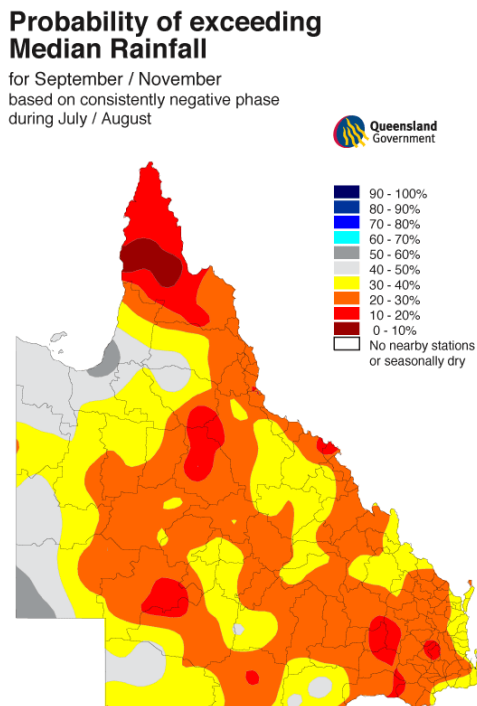 Probability of exceeding
Median Rainfall
for September / November
based on consistently negative phase
during July / August
Queensland
Government
90 - 100%
80 - 90%
70 - 80%
60 - 70%
50 - 60%
40 - 50%
30 - 40%
20 - 30%
10 - 20%
0 - 10%
No nearby stations
or seasonally dry